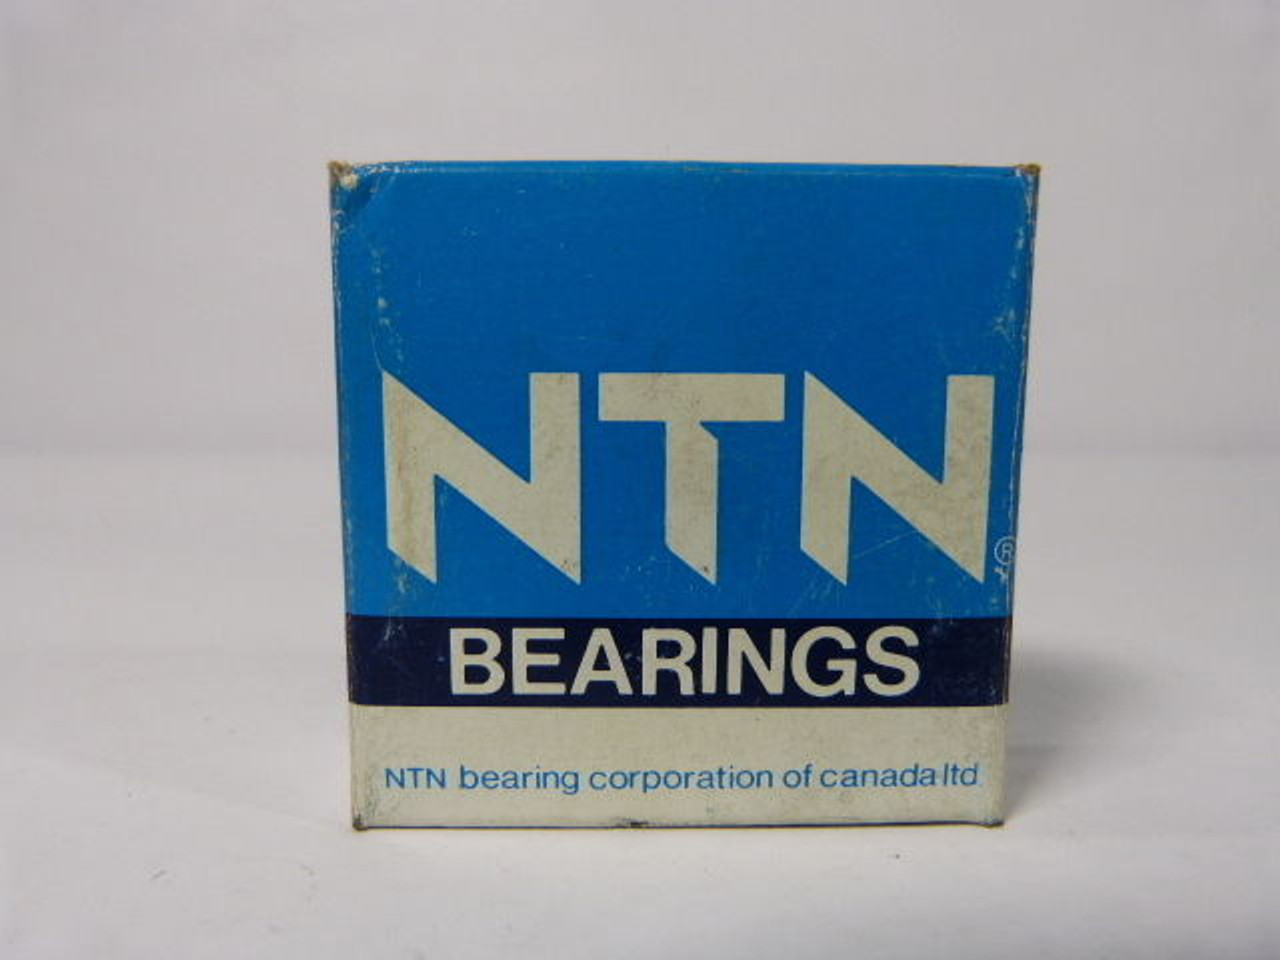 NTN®
BEARINGS
NTN bearing corporation of canada ltd.